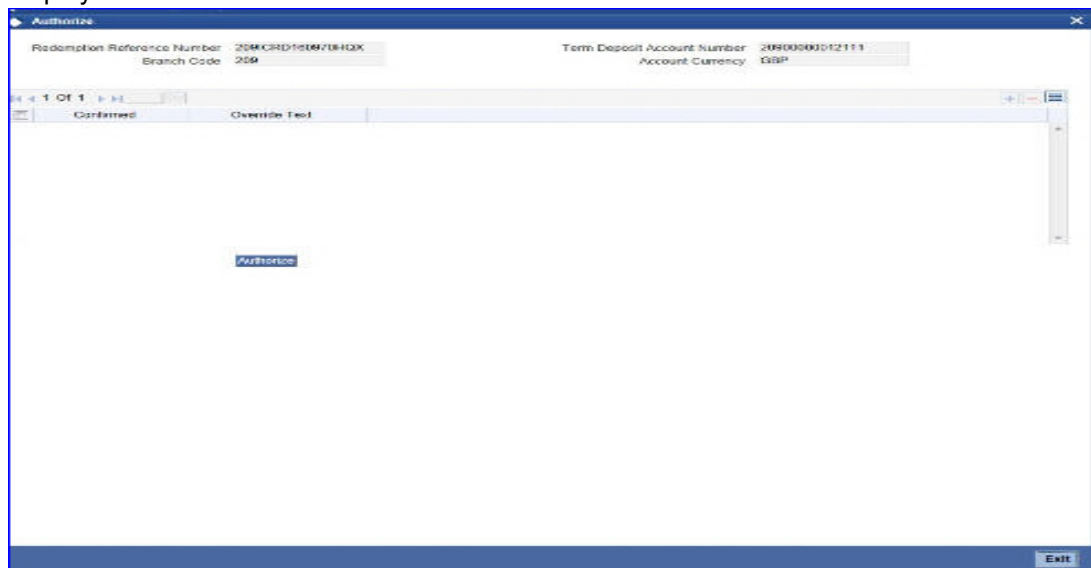 Authorize
Redemption Reference Number
Term Deposit Account Number 20900000012111
Branch Code 209
Account Currency GBP
1 Of 1
Confirmed Override Text
Authorize
Exit